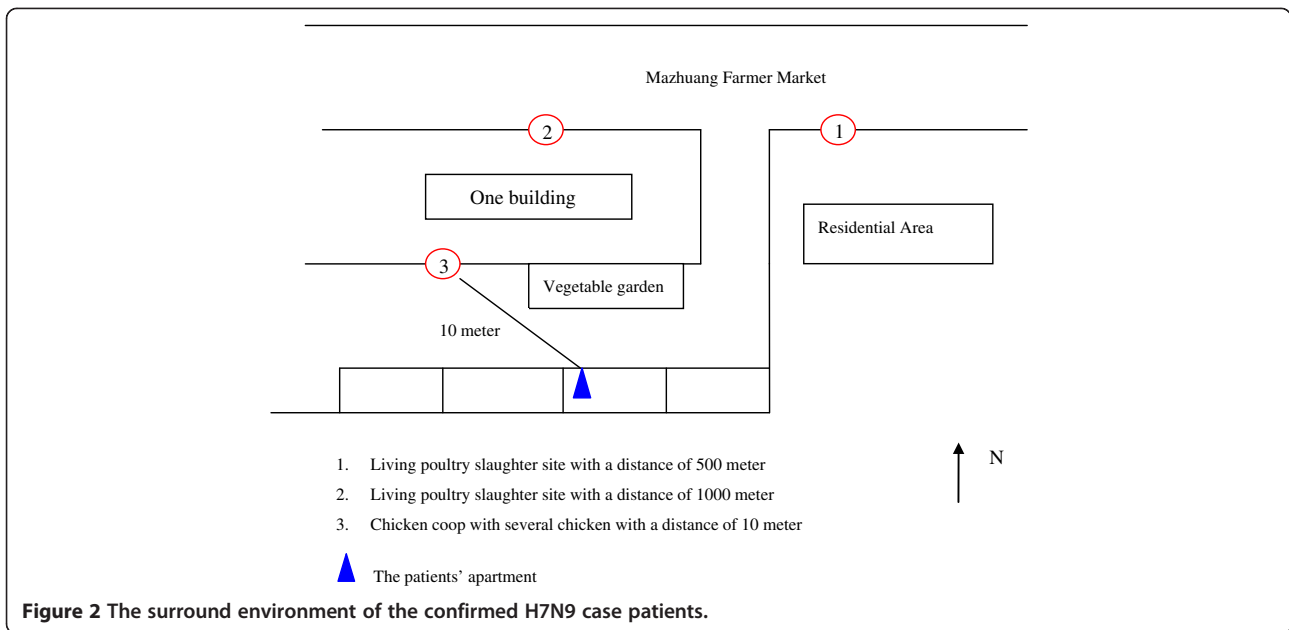 Mazhuang Farmer Market
2
1
One building
Residential Area
3
Vegetable garden
10 meter
1. Living poultry slaughter site with a distance of 500 meter
2. Living poultry slaughter site with a distance of 1000 meter
N
3. Chicken coop with several chicken with a distance of 10 meter
The patients' apartment
Figure 2 The surround environment of the confirmed H7N9 case patients.